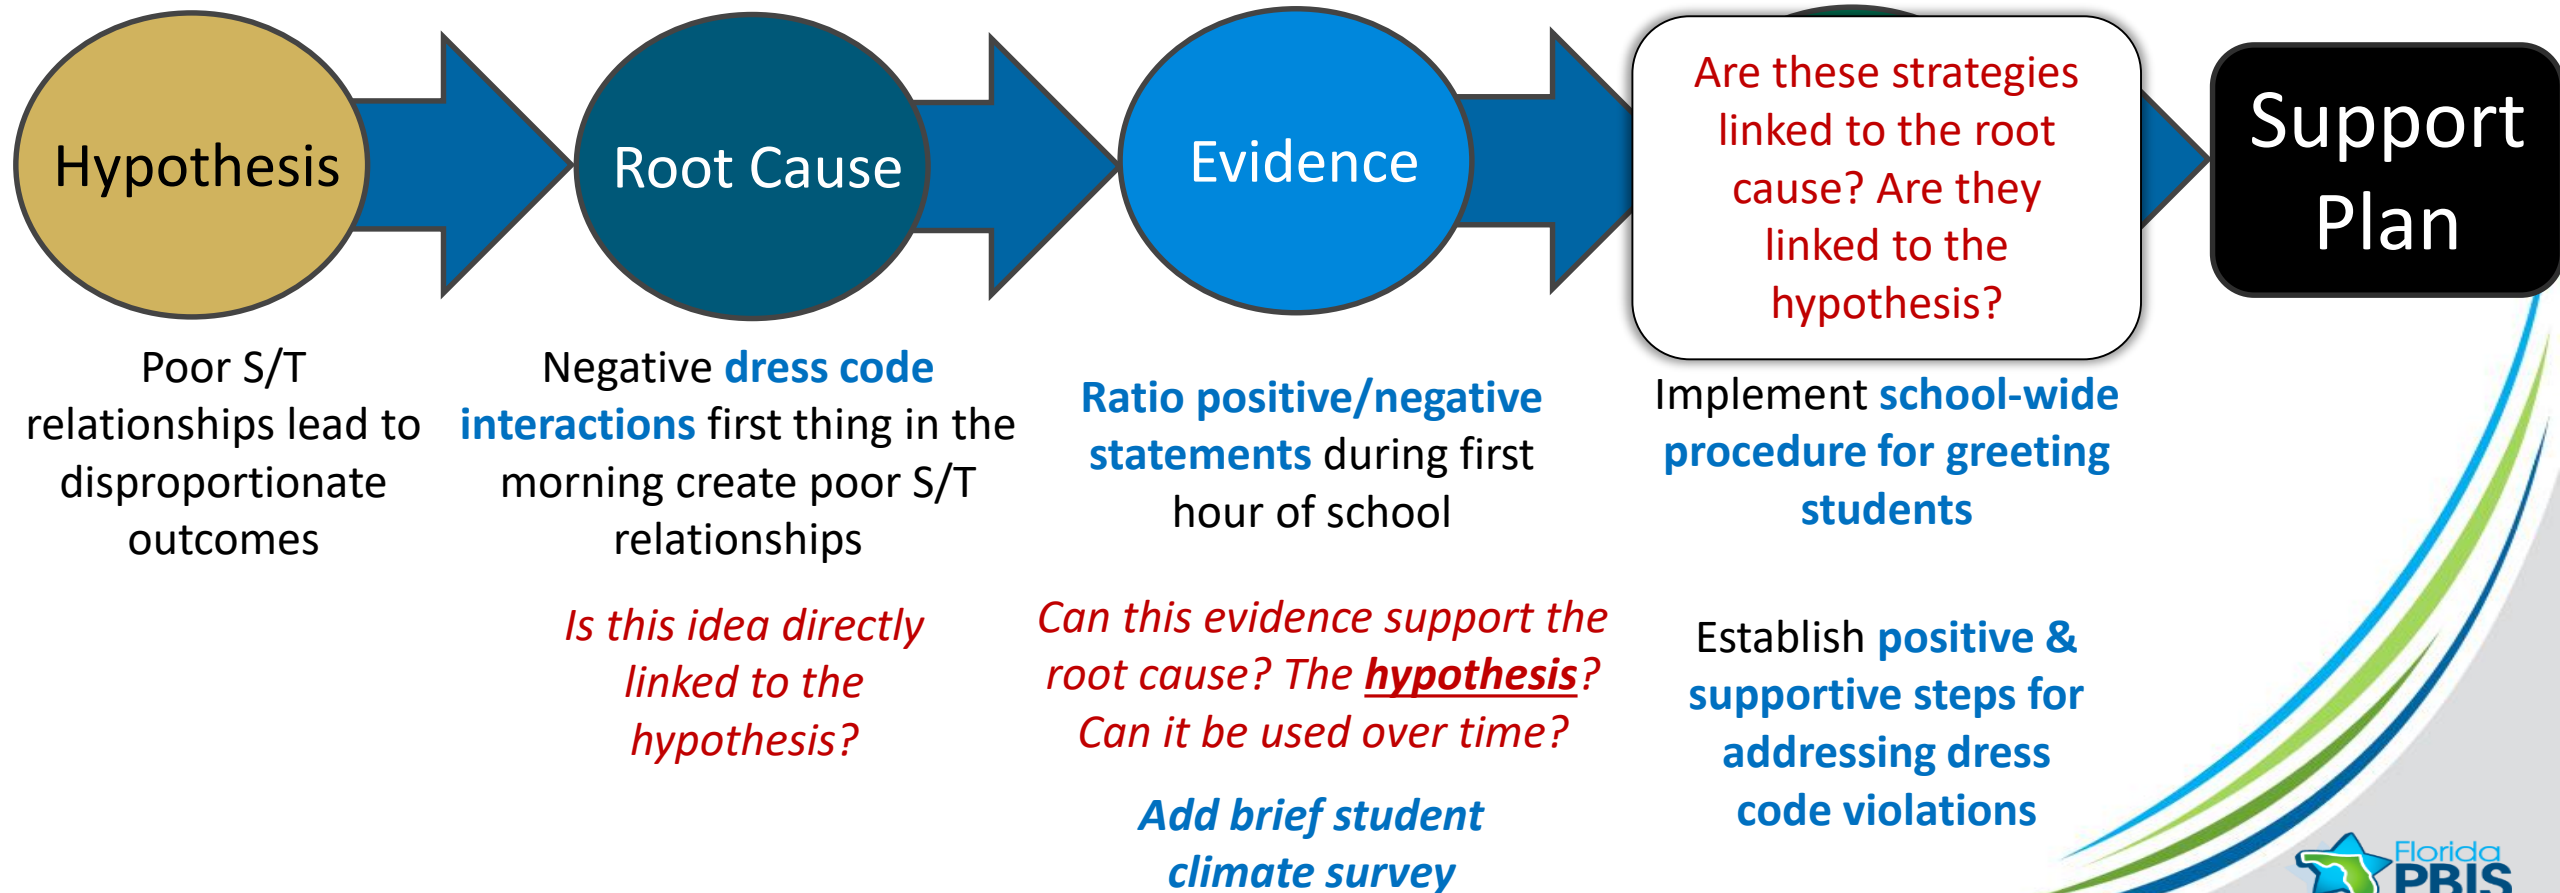 Hypothesis
Poor S/T
relationships lead to
disproportionate
outcomes
Root Cause
Negative dress code
interactions first thing in the
morning create poor S/T
relationships
Is this idea directly
linked to the
hypothesis?
Evidence
Ratio positive/negative
statements during first
hour of school
Can this evidence support the
root cause? The hypothesis?
Can it be used over time?
Add brief student
climate survey
Are these strategies
linked to the root
cause? Are they
linked to the
hypothesis?
Implement school-wide
procedure for greeting
students
Establish positive &
supportive steps for
addressing dress
code violations
Support
Plan
Florida
PBIS